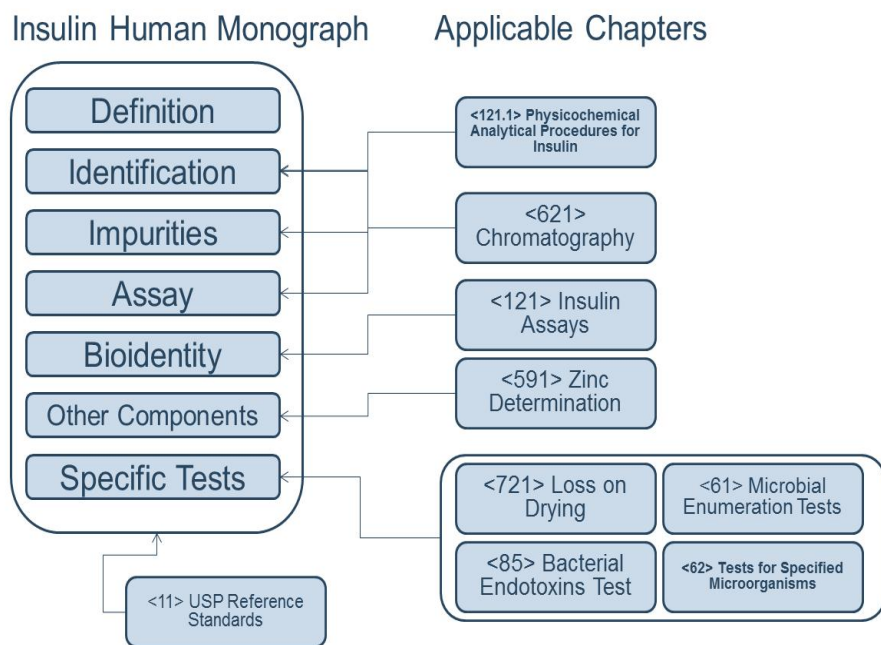 Insulin Human Monograph
Applicable Chapters
Definition
Identification
Impurities
Assay
Bioidentity
Other Components
Specific Tests
<11> USP Reference
Standards
<121.1> Physicochemical
Analytical Procedures for
Insulin
<621>
Chromatography
<121> Insulin
Assays
<591> Zinc
Determination
<721> Loss on
Drying
<61> Microbial
Enumeration Tests
<85> Bacterial
Endotoxins Test
<62> Tests for Specified
Microorganisms